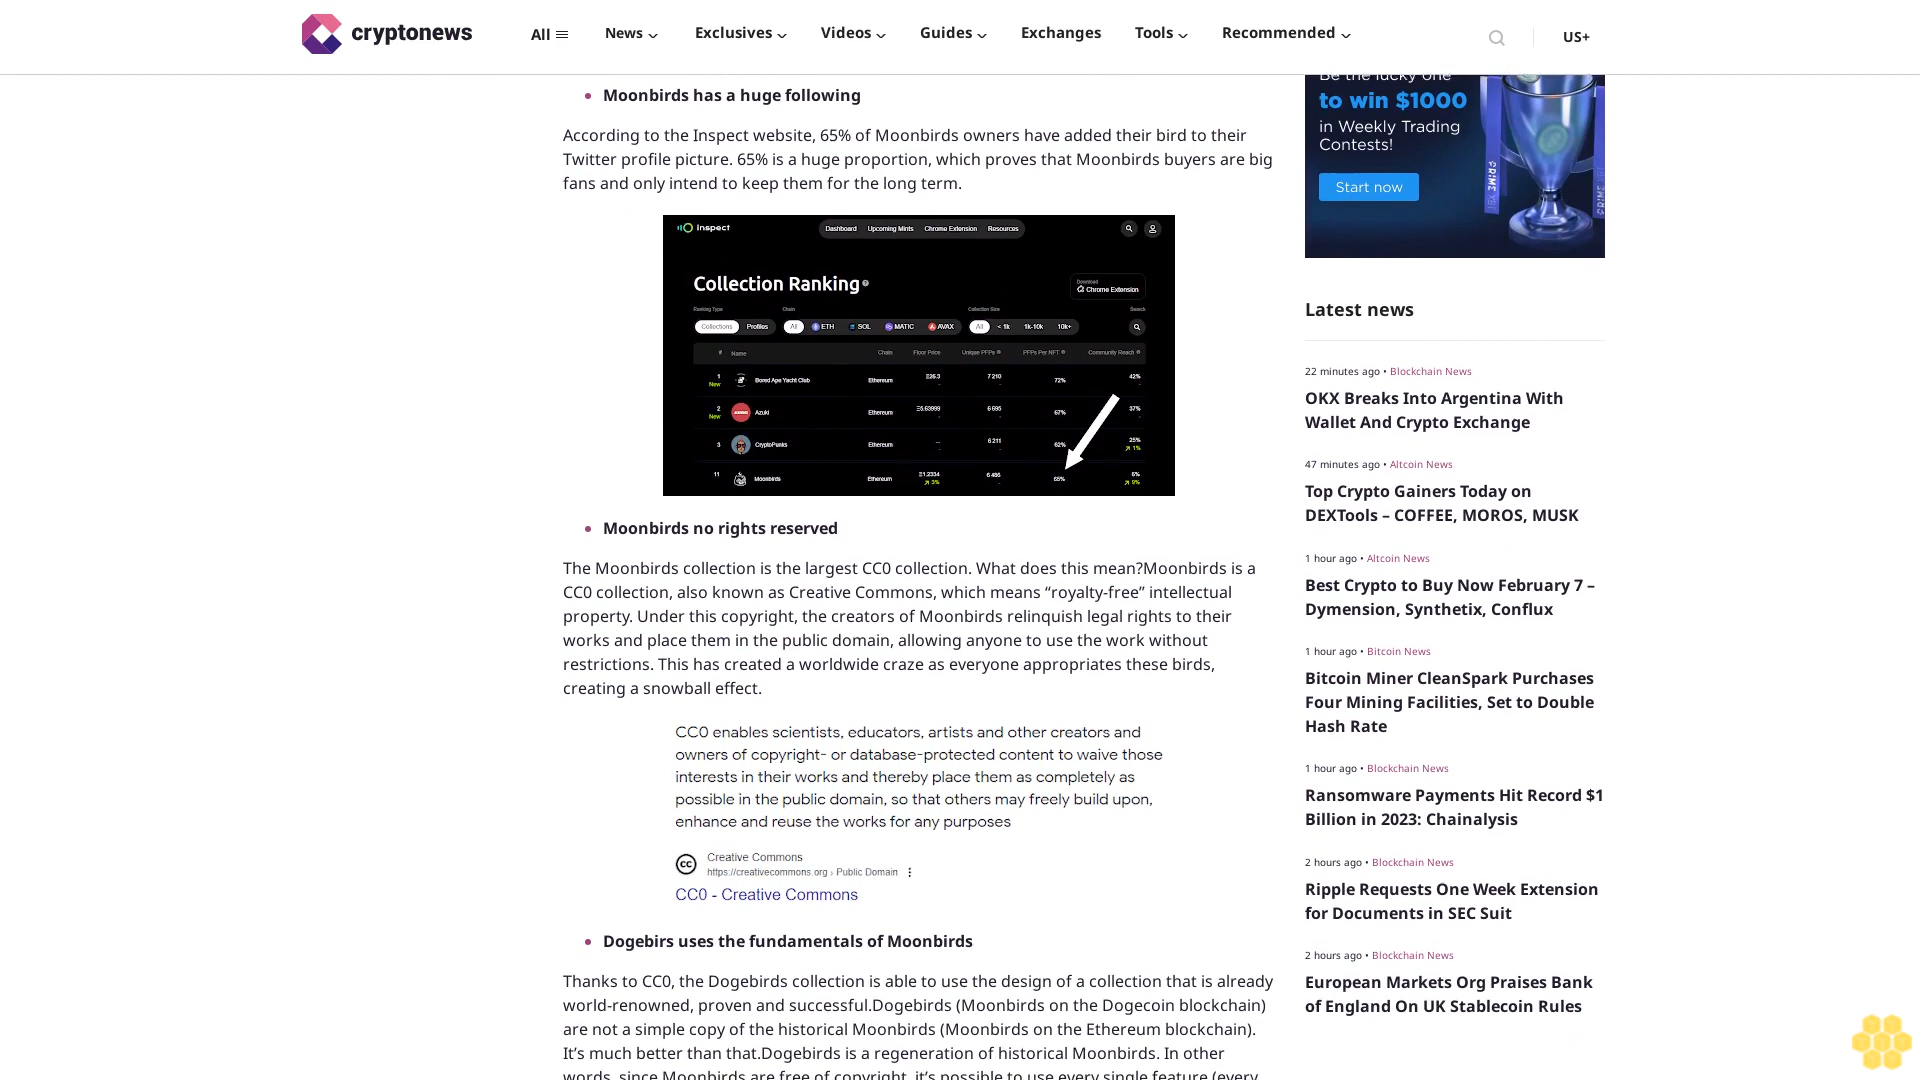 cryptonews
All
News
Exclusives
Videos
Guides
Exchanges
Tools
Recommended
US+
Moonbirds has a huge following
According to the Inspect website, 65% of Moonbirds owners have added their bird to their
Twitter profile picture. 65% is a huge proportion, which proves that Moonbirds buyers are big
fans and only intend to keep them for the long term.
inspect
Dashboard Upcoming Mints Chrome Extension Resources
Collection Ranking
Download
Chrome Extension
Ranking Type Chain Collection Size Search
Collections Profiles All ETH SOL MATIC AVAX All < 1k 1k-10k 10k+
# Name Chain Floor Price Unique PFPs PFPs Per NFT Community Reach
1 Bored Ape Yacht Club Ethereum Ξ26.3 7 210 72% 42%
New
2 Azuki Ethereum Ξ5.63999 6 695 67% 37%
New
3 CryptoPunks Ethereum -- 6 211 62% 25%
1%
11 Moonbirds Ethereum Ξ1.2334 6 486 65% 6%
3% 9%
Moonbirds no rights reserved
The Moonbirds collection is the largest CC0 collection. What does this mean?Moonbirds is a
CC0 collection, also known as Creative Commons, which means “royalty-free” intellectual
property. Under this copyright, the creators of Moonbirds relinquish legal rights to their
works and place them in the public domain, allowing anyone to use the work without
restrictions. This has created a worldwide craze as everyone appropriates these birds,
creating a snowball effect.
CC0 enables scientists, educators, artists and other creators and
owners of copyright- or database-protected content to waive those
interests in their works and thereby place them as completely as
possible in the public domain, so that others may freely build upon,
enhance and reuse the works for any purposes
cc
Creative Commons
https://creativecommons.org › Public Domain
CC0 - Creative Commons
Dogebirs uses the fundamentals of Moonbirds
Thanks to CC0, the Dogebirds collection is able to use the design of a collection that is already
world-renowned, proven and successful.Dogebirds (Moonbirds on the Dogecoin blockchain)
are not a simple copy of the historical Moonbirds (Moonbirds on the Ethereum blockchain).
It’s much better than that.Dogebirds is a regeneration of historical Moonbirds. In other
words, since Moonbirds are free of copyright, it’s possible to use every single feature (every
Be the lucky one
to win $1000
in Weekly Trading
Contests!
Start now
PRIME
Latest news
22 minutes ago • Blockchain News
OKX Breaks Into Argentina With
Wallet And Crypto Exchange
47 minutes ago • Altcoin News
Top Crypto Gainers Today on
DEXTools – COFFEE, MOROS, MUSK
1 hour ago • Altcoin News
Best Crypto to Buy Now February 7 –
Dymension, Synthetix, Conflux
1 hour ago • Bitcoin News
Bitcoin Miner CleanSpark Purchases
Four Mining Facilities, Set to Double
Hash Rate
1 hour ago • Blockchain News
Ransomware Payments Hit Record $1
Billion in 2023: Chainalysis
2 hours ago • Blockchain News
Ripple Requests One Week Extension
for Documents in SEC Suit
2 hours ago • Blockchain News
European Markets Org Praises Bank
of England On UK Stablecoin Rules